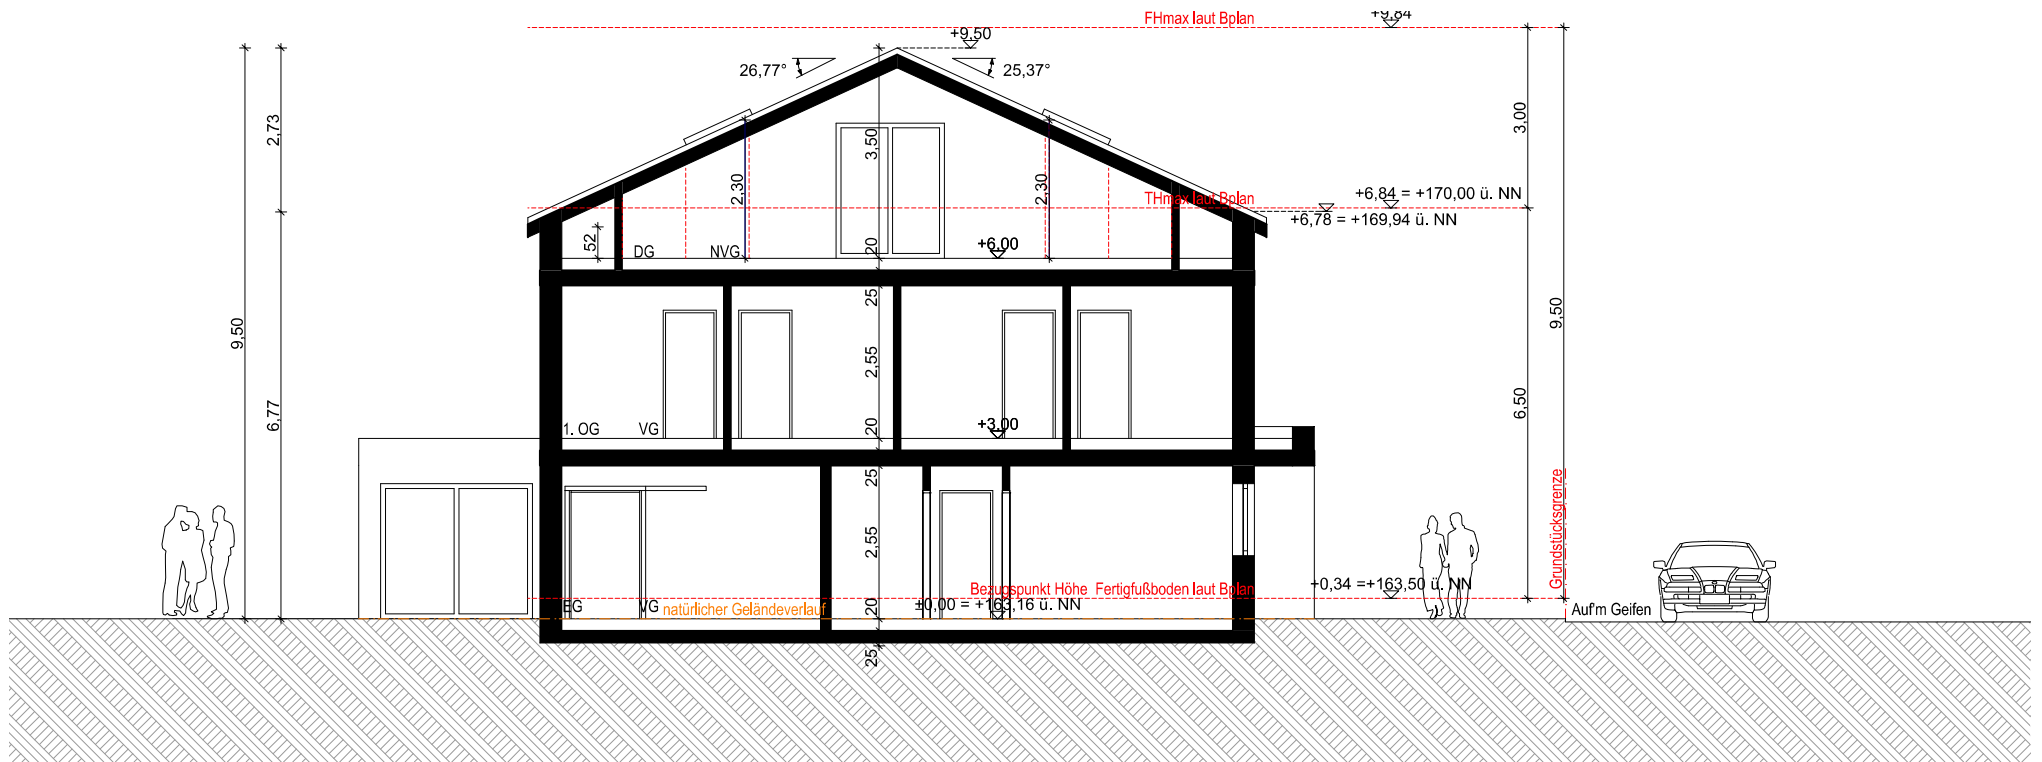 FHmax laut Bplan
+9,84
+9,50
26,77°
25,37°
2,73
3,50
3,00
2,30
2,30
THmax laut Bplan
+6,84 = +170,00 ü. NN
+6,78 = +169,94 ü. NN
52
DG
NVG
20
+6,00
25
9,50
9,50
2,55
6,77
6,50
1. OG
VG
20
+3,00
25
Grundstücksgrenze
2,55
Bezugspunkt Höhe Fertigfußboden laut Bplan
+0,34 =+163,50 ü. NN
EG
VG
natürlicher Geländeverlauf
20
±0,00 = +163,16 ü. NN
Auf'm Geifen
25